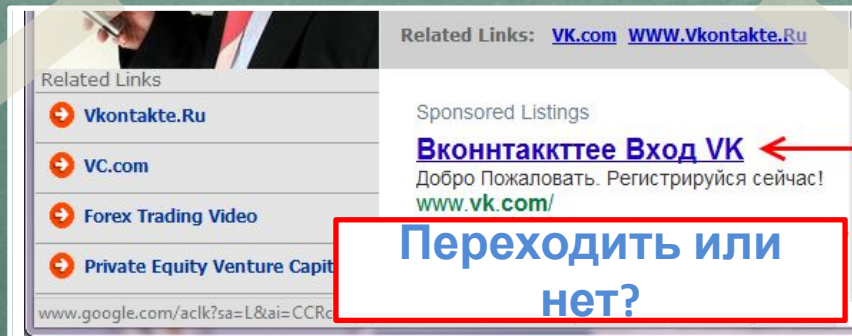 Related Links: VK.com WWW.Vkontakte.Ru
Related Links
Vkontakte.Ru
VC.com
Forex Trading Video
Private Equity Venture Capit
www.google.com/aclk?sa=L&ai=CCRc
Sponsored Listings
Вконнтаккттее Вход VK
Добро Пожаловать. Регистрируйся сейчас!
www.vk.com/
Переходить или
нет?